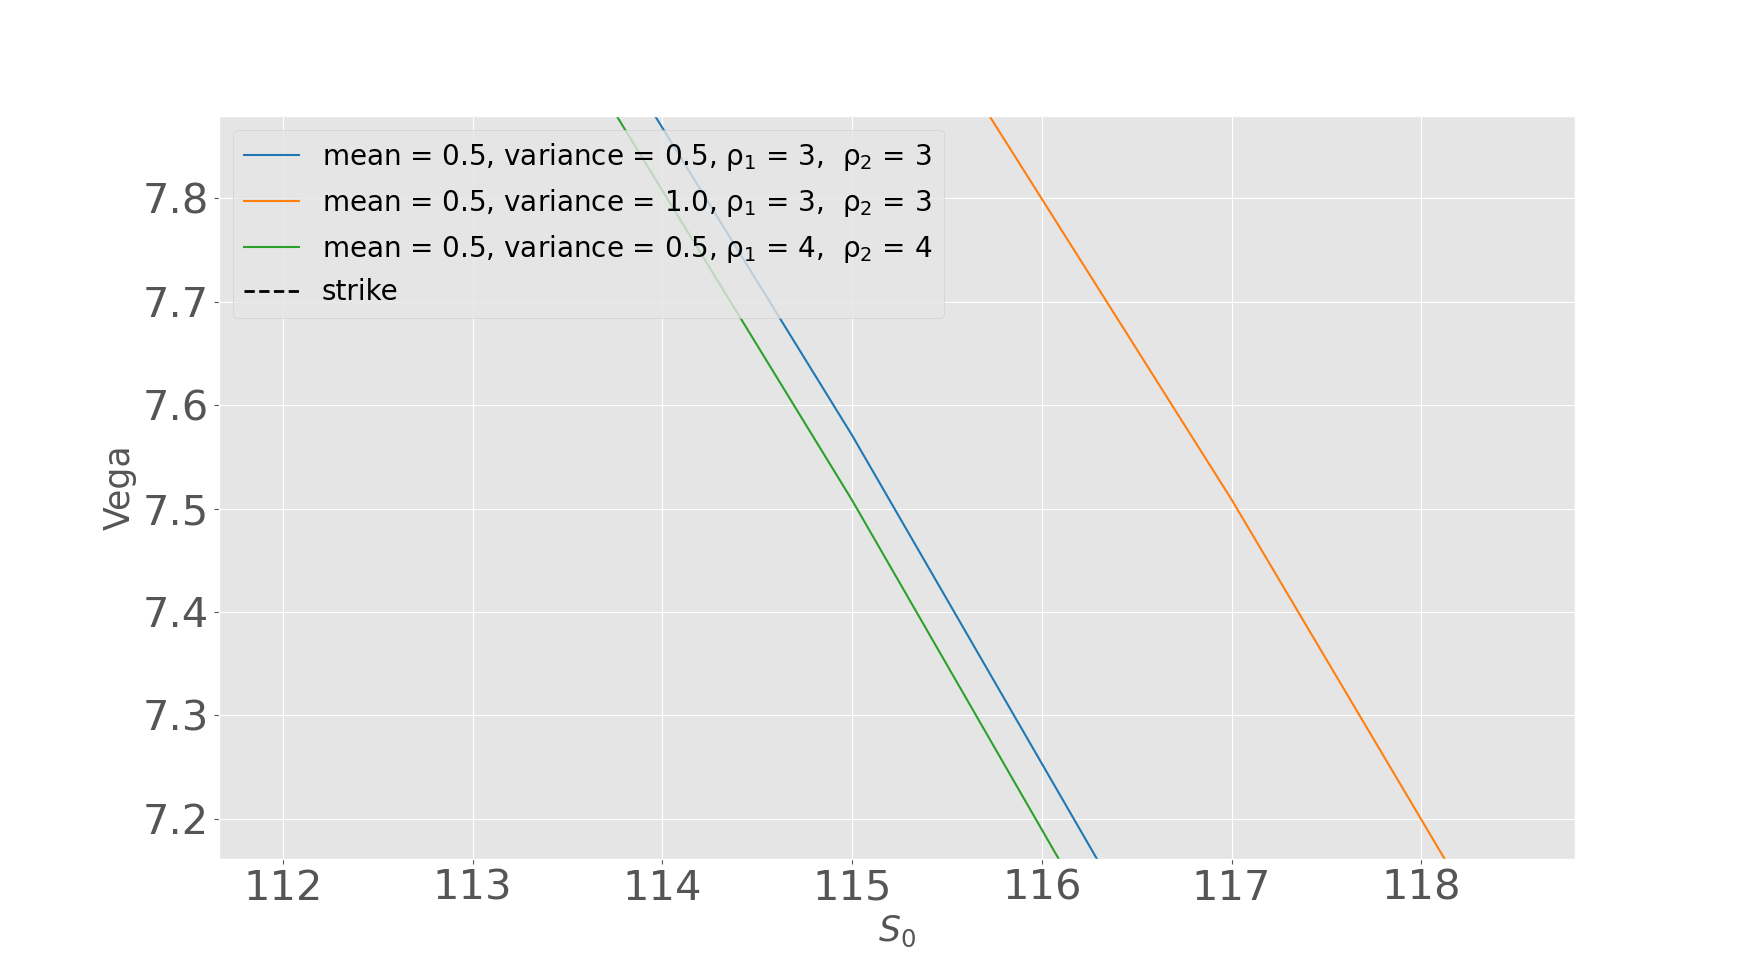 mean = 0.5, variance = 0.5, ρ₁ = 3,  ρ₂ = 3
mean = 0.5, variance = 1.0, ρ₁ = 3,  ρ₂ = 3
mean = 0.5, variance = 0.5, ρ₁ = 4,  ρ₂ = 4
strike
7.8
7.7
7.6
7.5
7.4
7.3
7.2
Vega
112 113 114 115 116 117 118
S₀